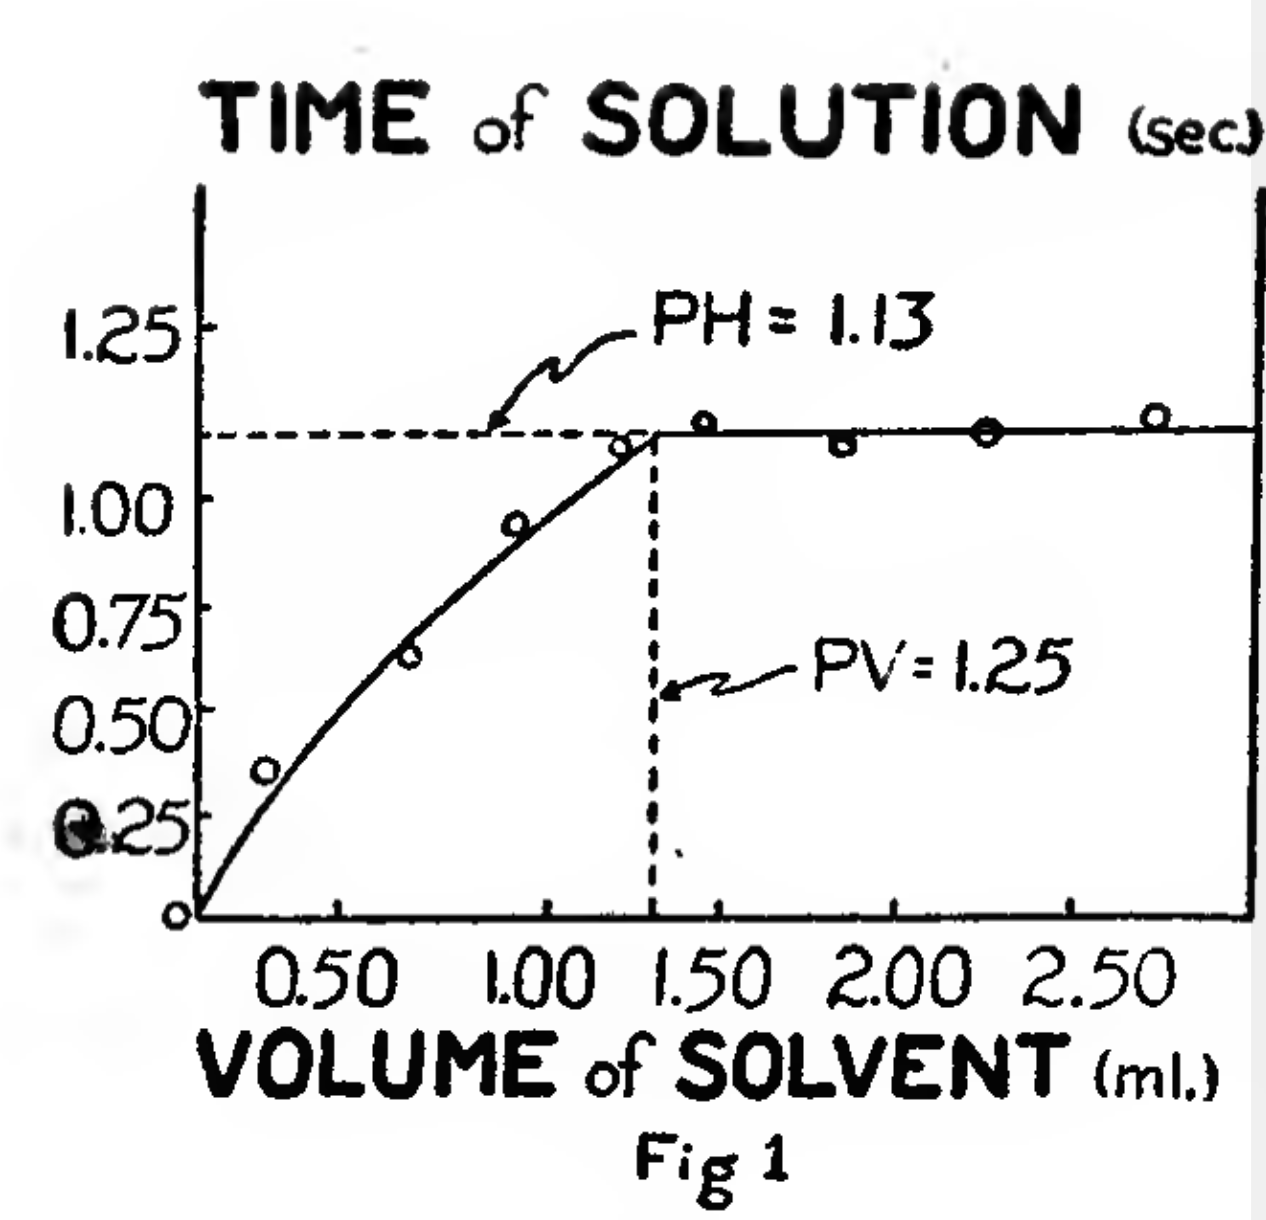 TIME of SOLUTION (sec.)
PH = 1.13
1.25
1.00
0.75
PV = 1.25
0.50
0.25
0
0.50 1.00 1.50 2.00 2.50
VOLUME of SOLVENT (ml.)
Fig 1